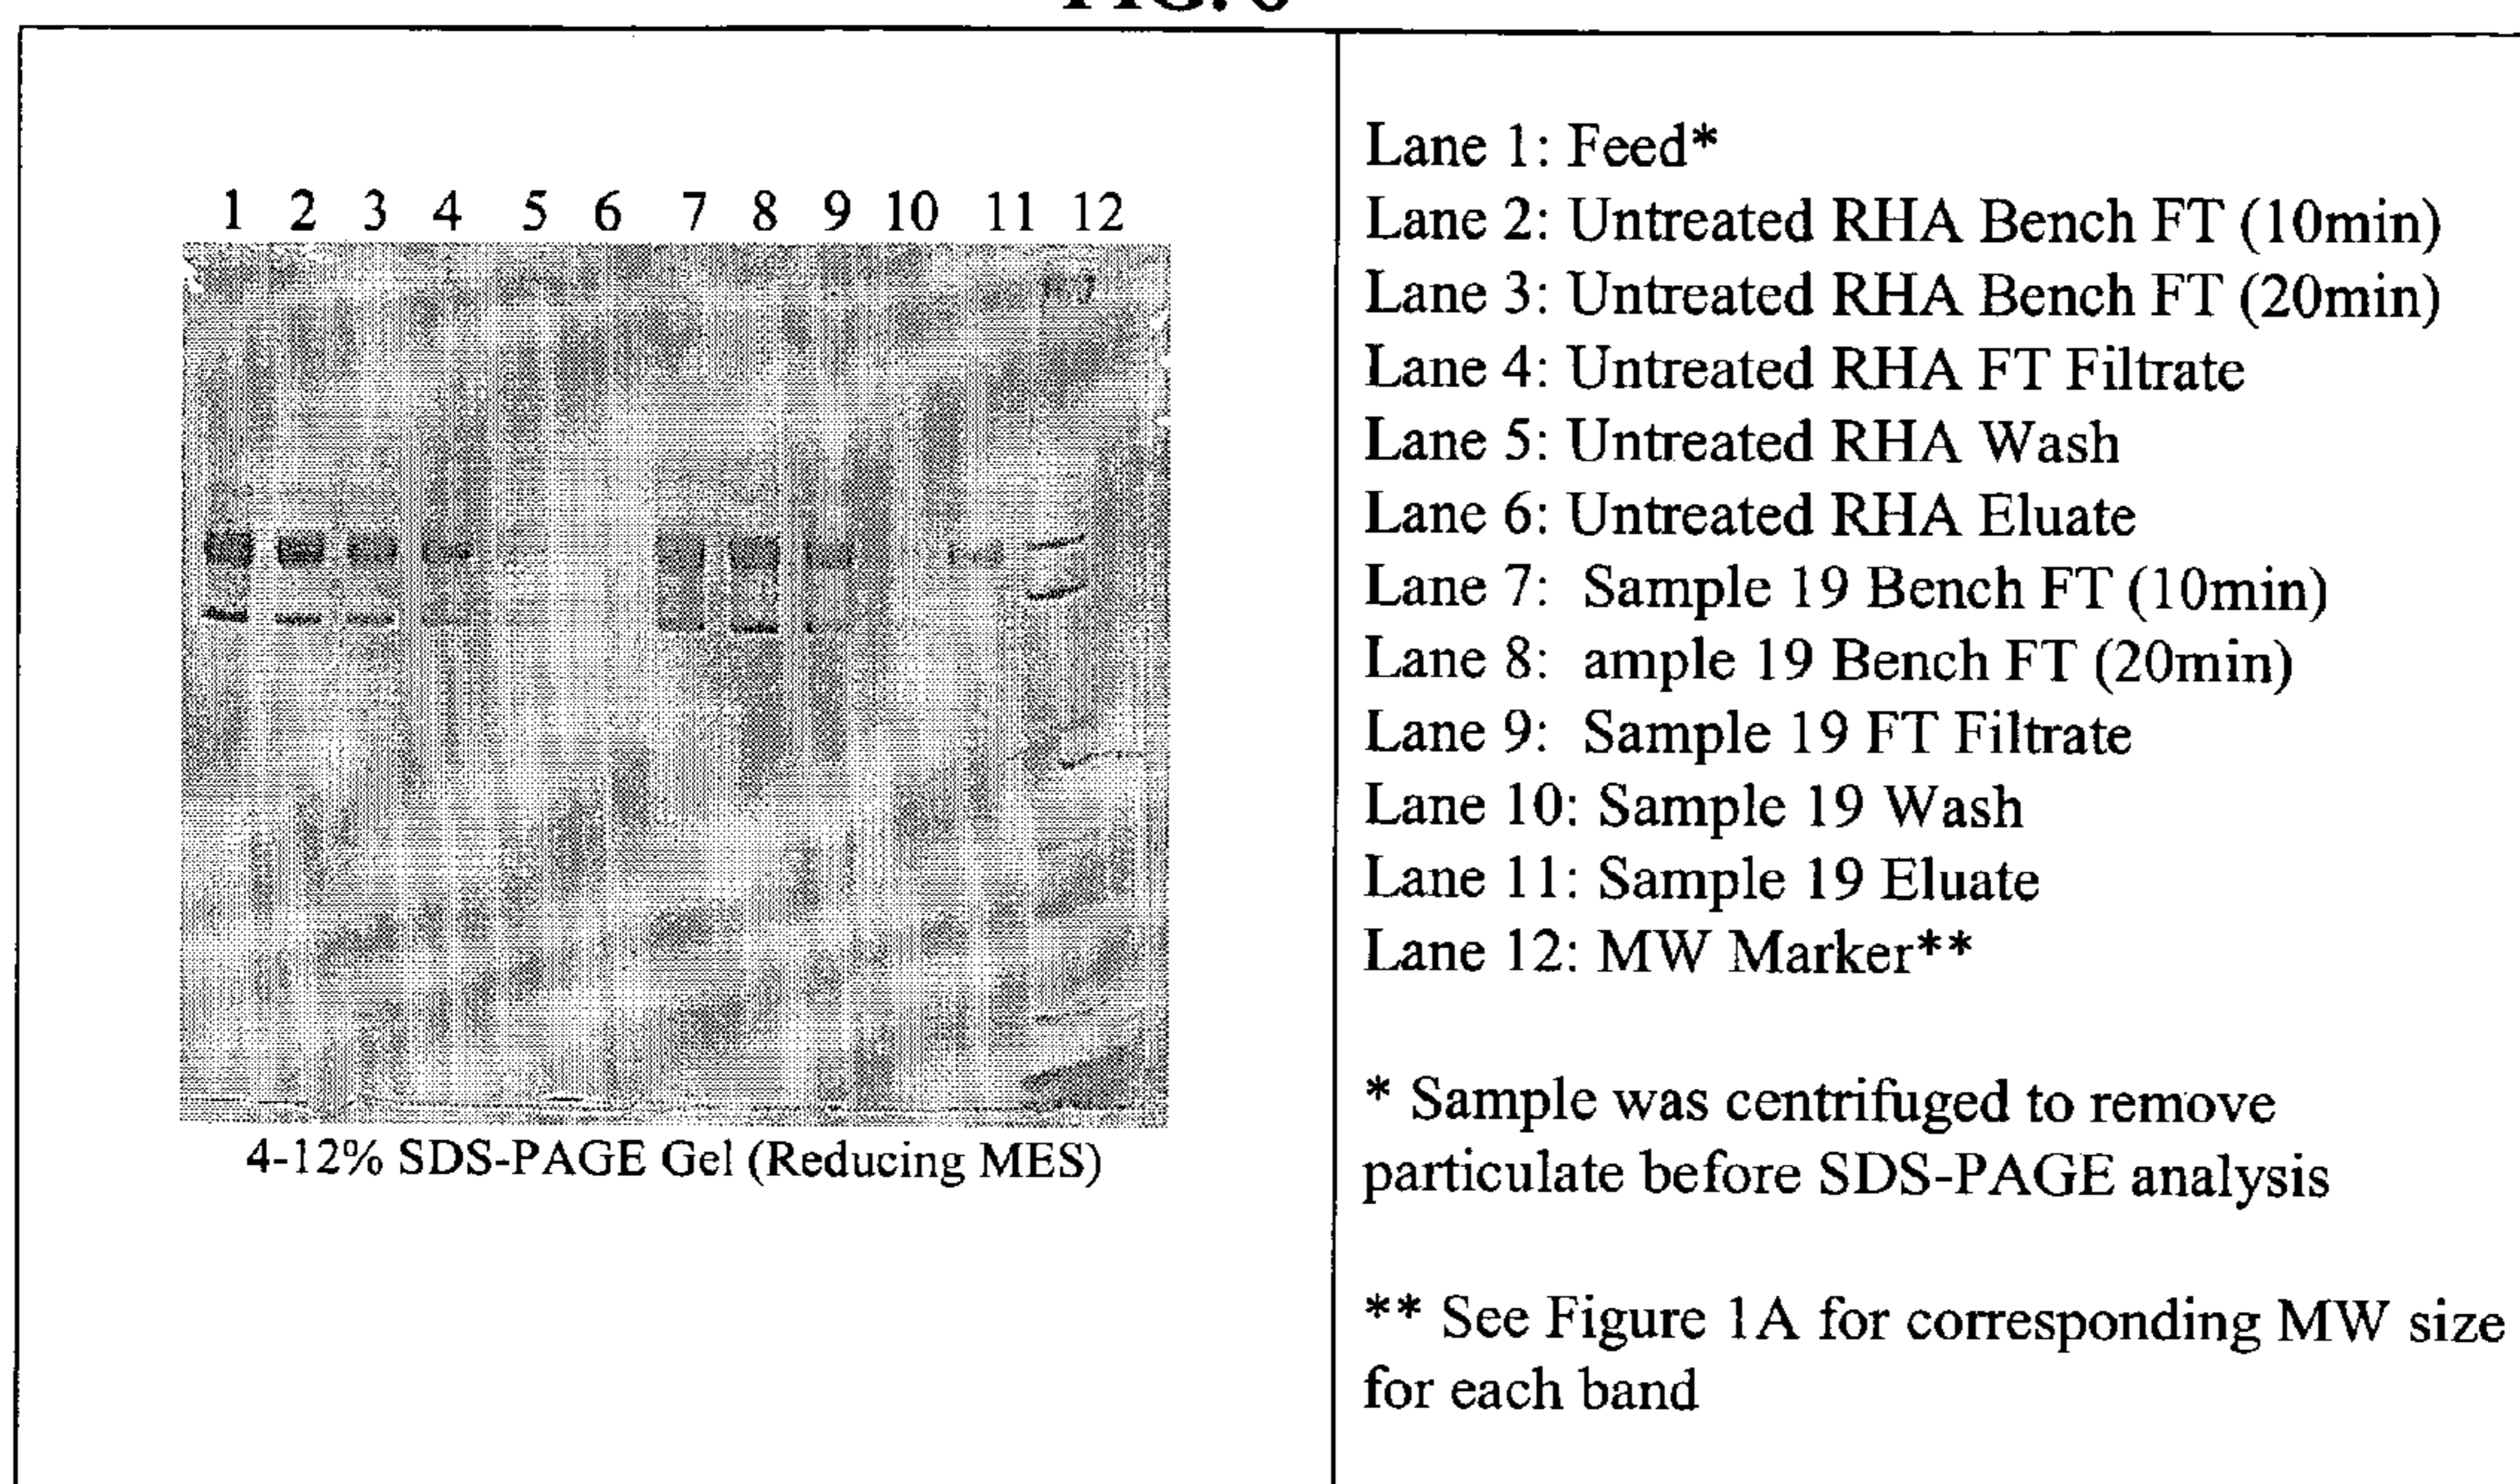 1 2 3 4 5 6 7 8 9 10 11 12
4-12% SDS-PAGE Gel (Reducing MES)
Lane 1: Feed*
Lane 2: Untreated RHA Bench FT (10min)
Lane 3: Untreated RHA Bench FT (20min)
Lane 4: Untreated RHA FT Filtrate
Lane 5: Untreated RHA Wash
Lane 6: Untreated RHA Eluate
Lane 7: Sample 19 Bench FT (10min)
Lane 8: ample 19 Bench FT (20min)
Lane 9: Sample 19 FT Filtrate
Lane 10: Sample 19 Wash
Lane 11: Sample 19 Eluate
Lane 12: MW Marker**
* Sample was centrifuged to remove
particulate before SDS-PAGE analysis
** See Figure 1A for corresponding MW size
for each band